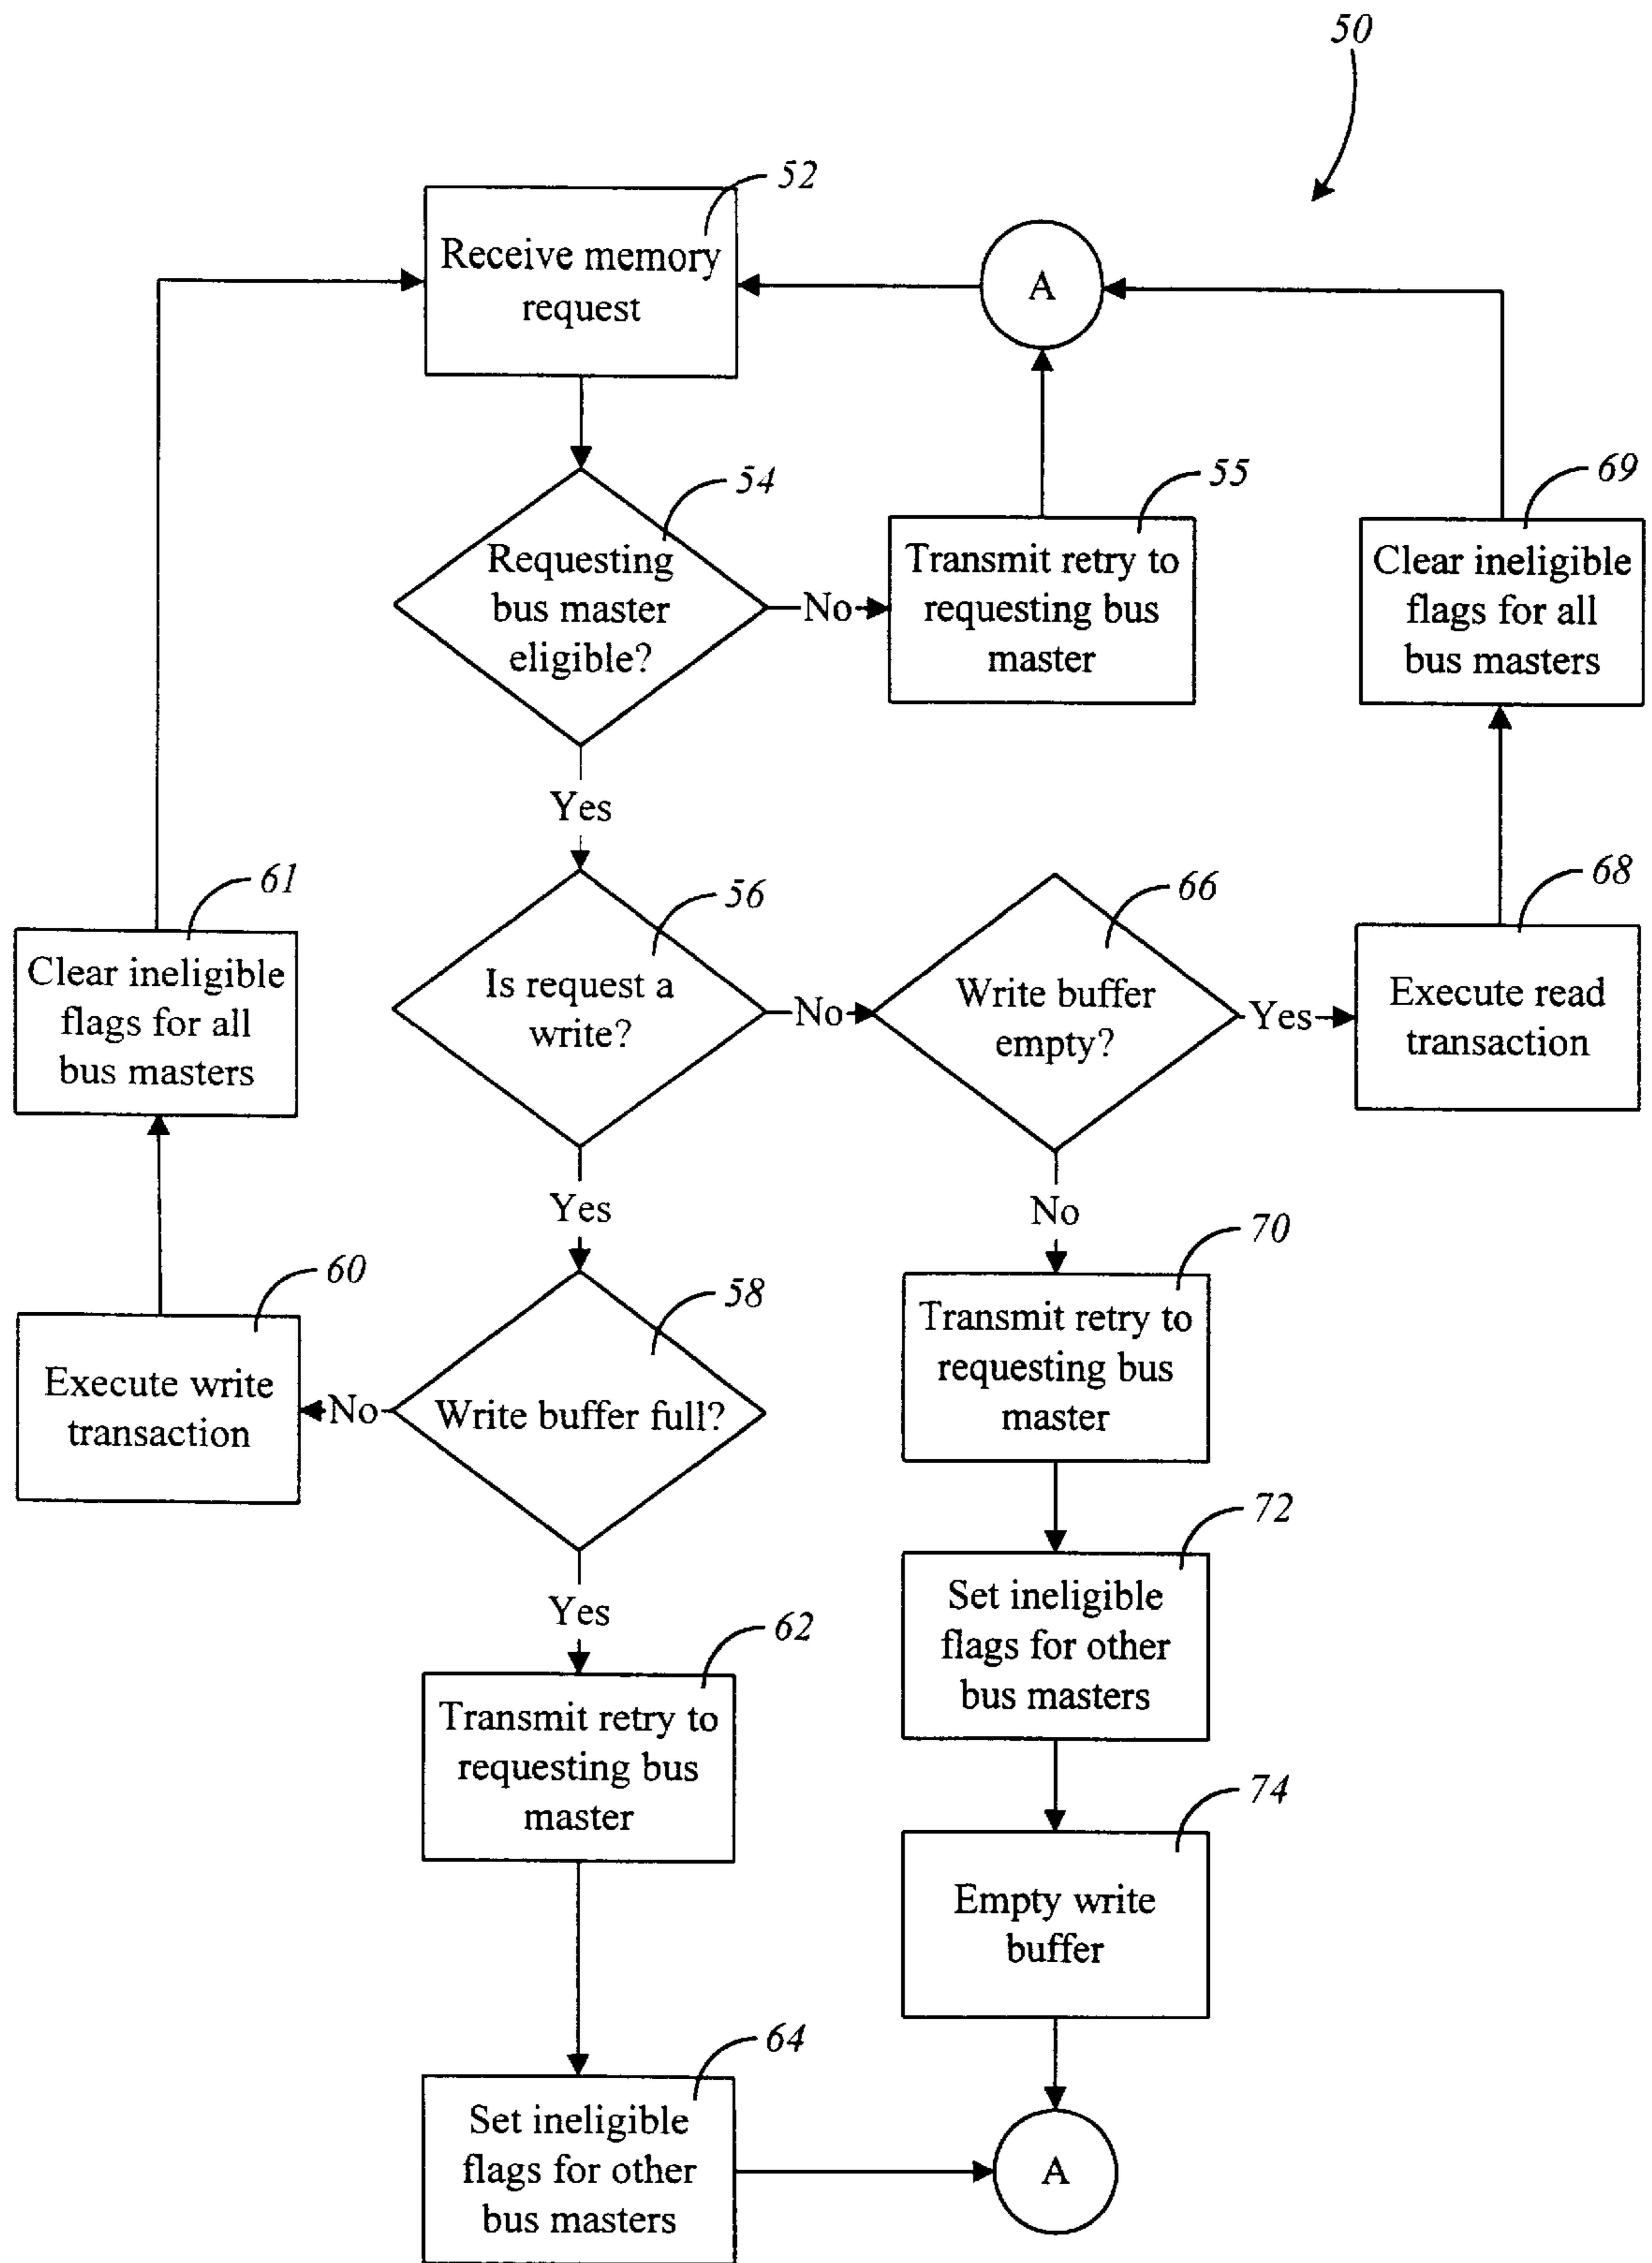 50
52
Receive memory
request
A
54
Requesting
bus master
eligible?
No
55
Transmit retry to
requesting bus
master
69
Clear ineligible
flags for all
bus masters
Yes
61
Clear ineligible
flags for all
bus masters
56
Is request a
write?
No
66
Write buffer
empty?
Yes
68
Execute read
transaction
Yes
No
60
Execute write
transaction
No
58
Write buffer full?
70
Transmit retry to
requesting bus
master
Yes
62
Transmit retry to
requesting bus
master
72
Set ineligible
flags for other
bus masters
74
Empty write
buffer
64
Set ineligible
flags for other
bus masters
A